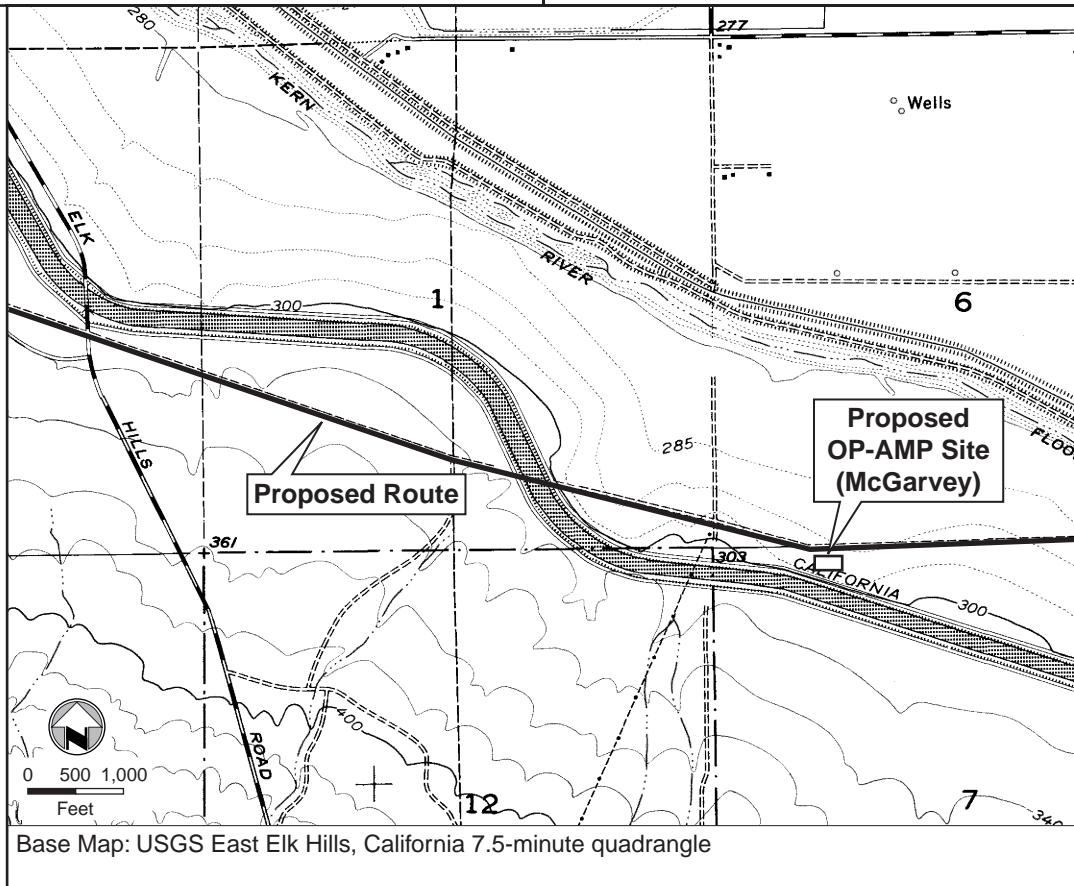 280
277
KERN
Wells
ELK
RIVER
300
1
6
285
Proposed
OP-AMP Site
(McGarvey)
FLOO
HILLS
Proposed Route
361
303
CALIFORNIA
300
400
ROAD
N
0 500 1,000
Feet
12
7
340
Base Map: USGS East Elk Hills, California 7.5-minute quadrangle